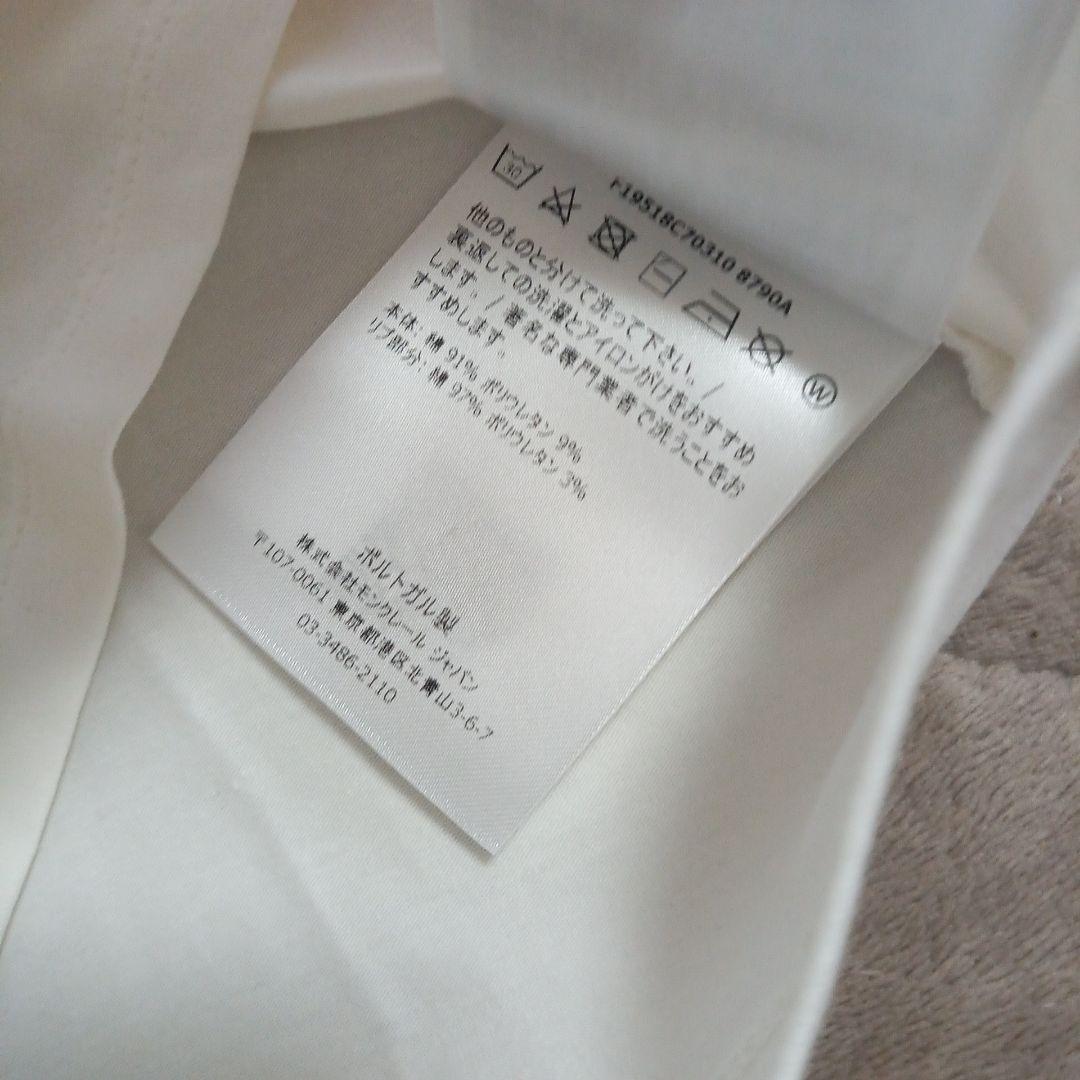 F19518C70310 8790A
30
W
他のものと分けて洗って下さい。/
裏返しての洗濯とアイロンがけをおすすめ
します。/ 著名な専門業者で洗うことをお
すすめします。
本体: 綿 91% ポリウレタン 9%
リブ部分: 綿 97% ポリウレタン 3%
ポルトガル製
株式会社モンクレール ジャパン
〒107-0061 東京都港区北青山3-6-7
03-3486-2110